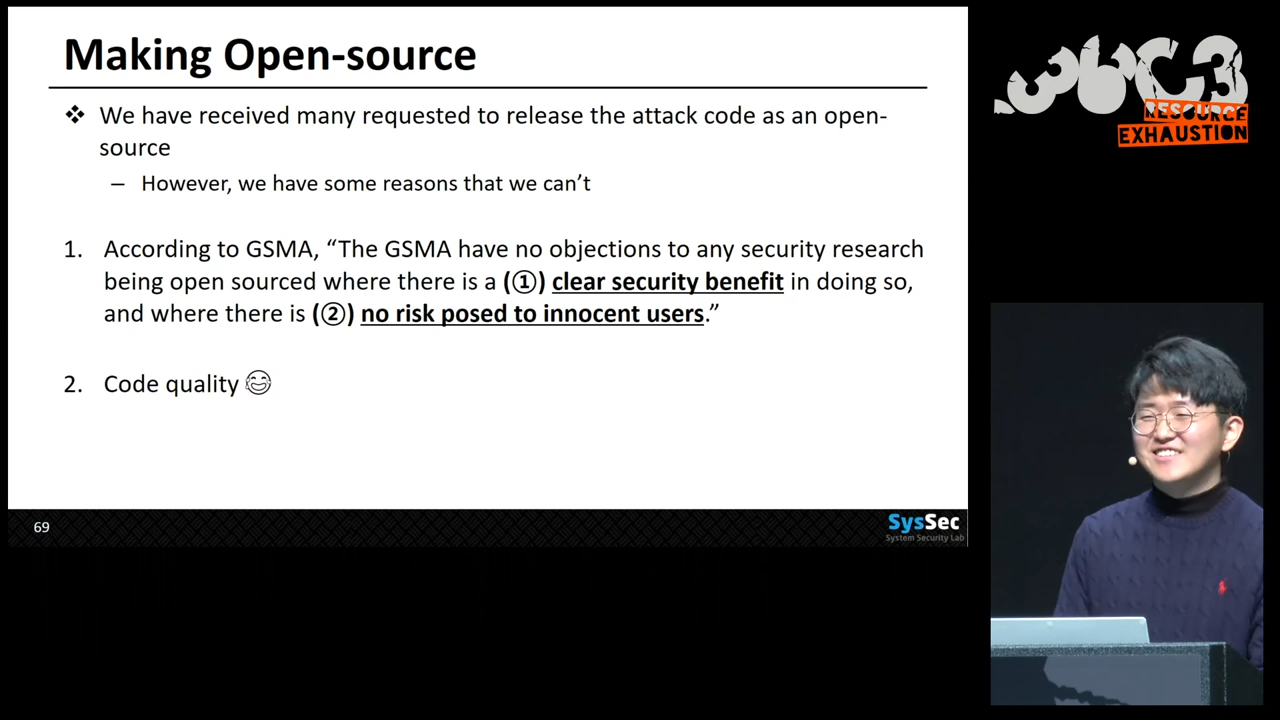 Making Open-source
❖ We have received many requested to release the attack code as an open-
source
– However, we have some reasons that we can’t
1. According to GSMA, “The GSMA have no objections to any security research
being open sourced where there is a (①) clear security benefit in doing so,
and where there is (②) no risk posed to innocent users.”
2. Code quality 😂
69
SysSec
System Security Lab
36C3
RESOURCE
EXHAUSTION